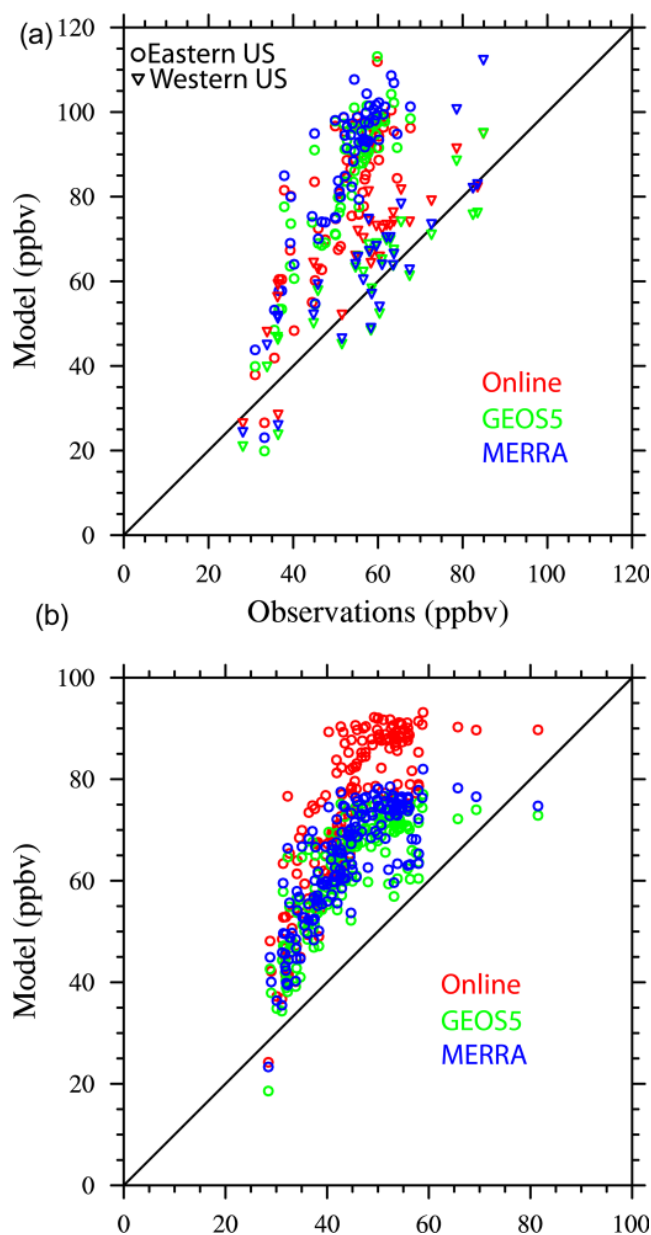 (a)
120
100
80
60
40
20
0
Eastern US
Western US
Online
GEOS5
MERRA
Model (ppbv)
0 20 40 60 80 100 120
Observations (ppbv)
(b)
100
80
60
40
20
0
Online
GEOS5
MERRA
Model (ppbv)
0 20 40 60 80 100